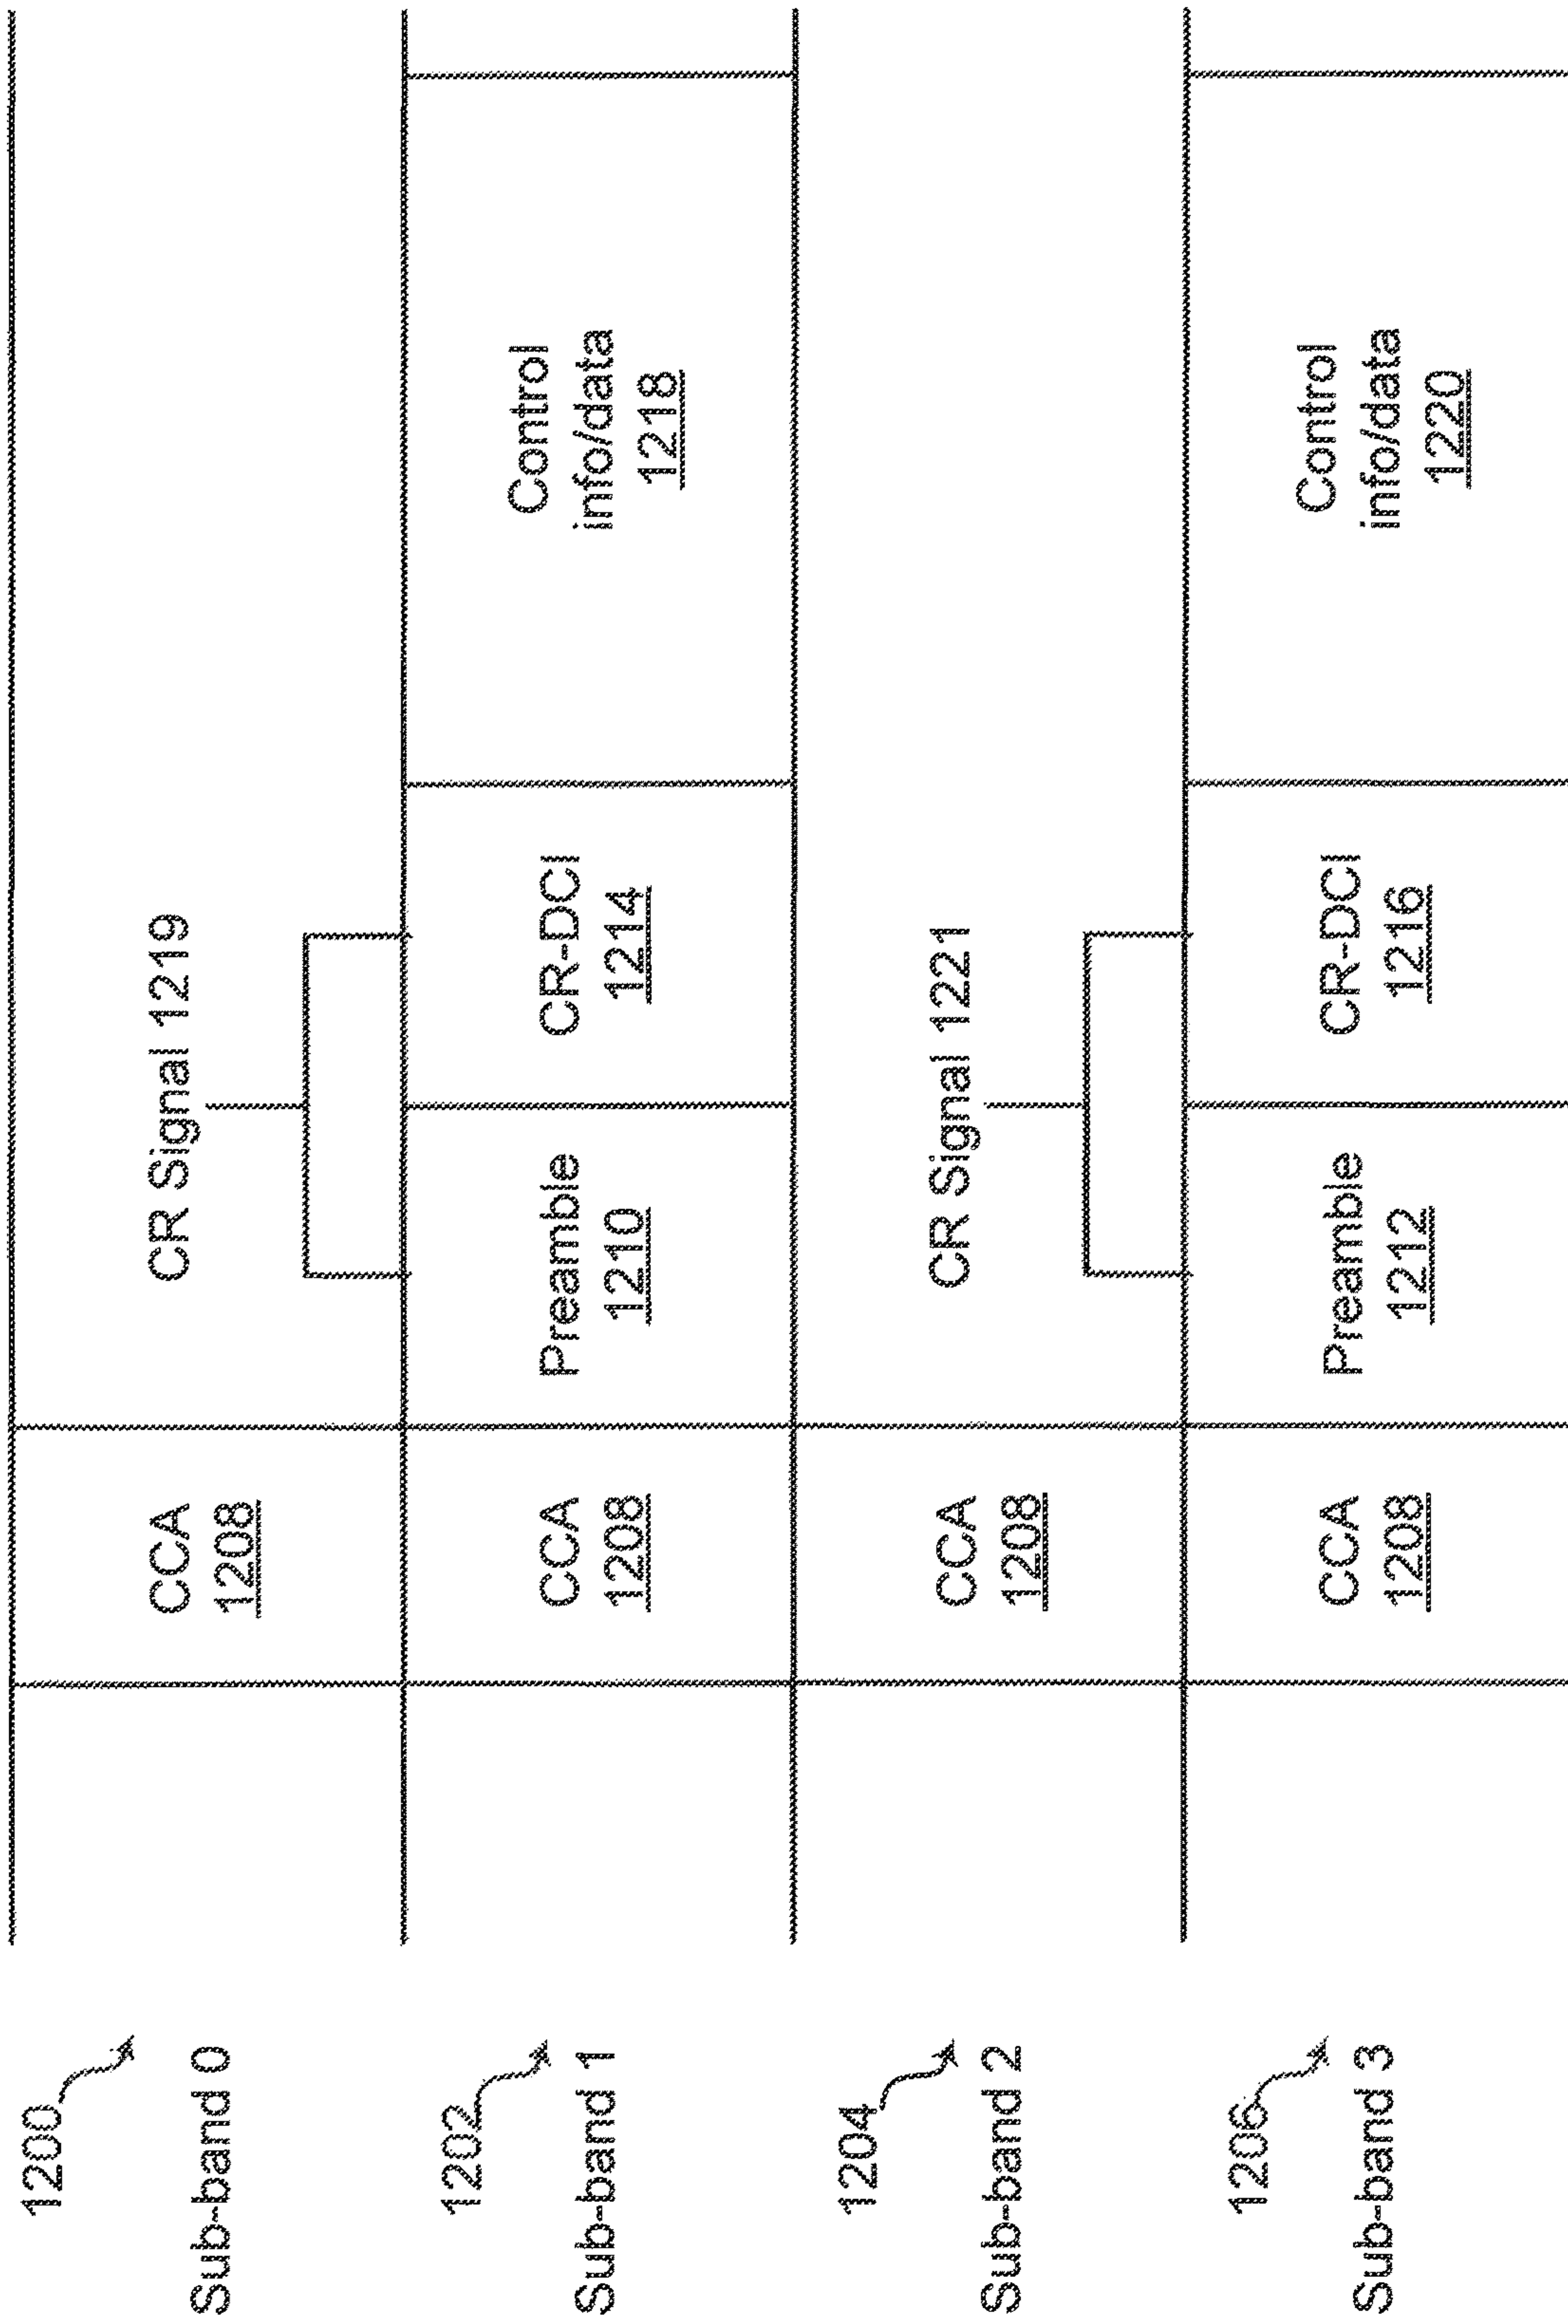 1200
Sub-band 0
CCA
1208
CR Signal 1219
1202
Sub-band 1
CCA
1208
Preamble
1210
CR-DCI
1214
Control
info/data
1218
1204
Sub-band 2
CCA
1208
CR Signal 1221
1206
Sub-band 3
CCA
1208
Preamble
1212
CR-DCI
1216
Control
info/data
1220